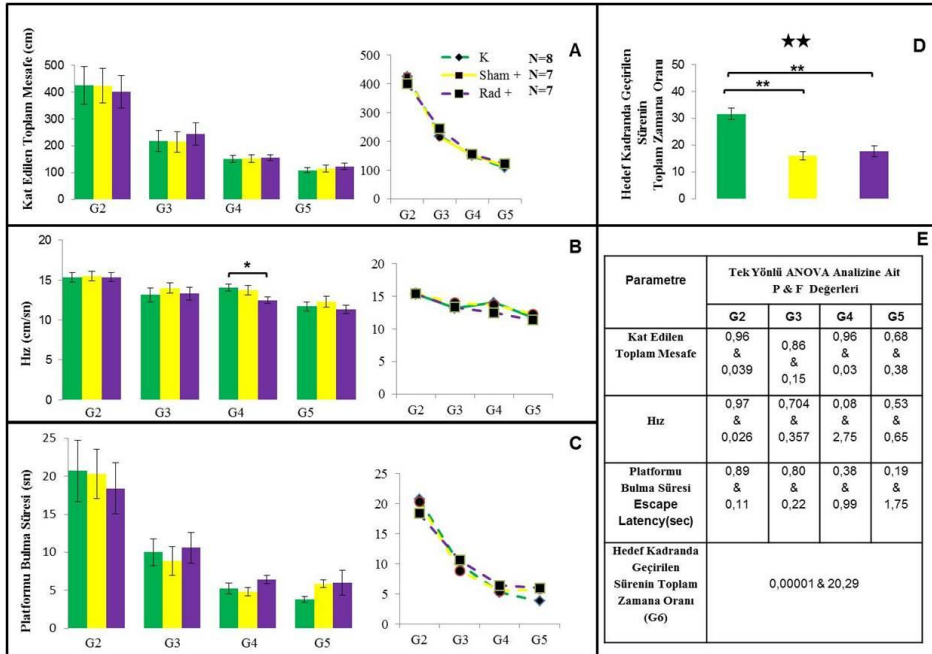 A
Kat Edilen Toplam Mesafe (cm)
500
400
300
200
100
0
G2 G3 G4 G5
500
400
300
200
100
0
G2 G3 G4 G5
K N=8
Sham + N=7
Rad + N=7
B
Hız (cm/sn)
20
15
10
5
0
*
G2 G3 G4 G5
20
15
10
5
0
G2 G3 G4 G5
C
Platformu Bulma Süresi (sn)
25
20
15
10
5
0
G2 G3 G4 G5
25
20
15
10
5
0
G2 G3 G4 G5
D
★★
Hedef Kadranda Geçirilen
Sürenin
Toplam Zamana Oranı
50
40
30
20
10
0
**
**
E
Parametre
Tek Yönlü ANOVA Analizine Ait
P & F Değerleri
G2 G3 G4 G5
Kat Edilen
Toplam Mesafe
0,96 & 0,039
0,86 & 0,15
0,96 & 0,03
0,68 & 0,38
Hız
0,97 & 0,026
0,704 & 0,357
0,08 & 2,75
0,53 & 0,65
Platformu
Bulma Süresi
Escape
Latency(sec)
0,89 & 0,11
0,80 & 0,22
0,38 & 0,99
0,19 & 1,75
Hedef Kadranda
Geçirilen
Sürenin Toplam
Zamana Oranı
(G6)
0,00001 & 20,29